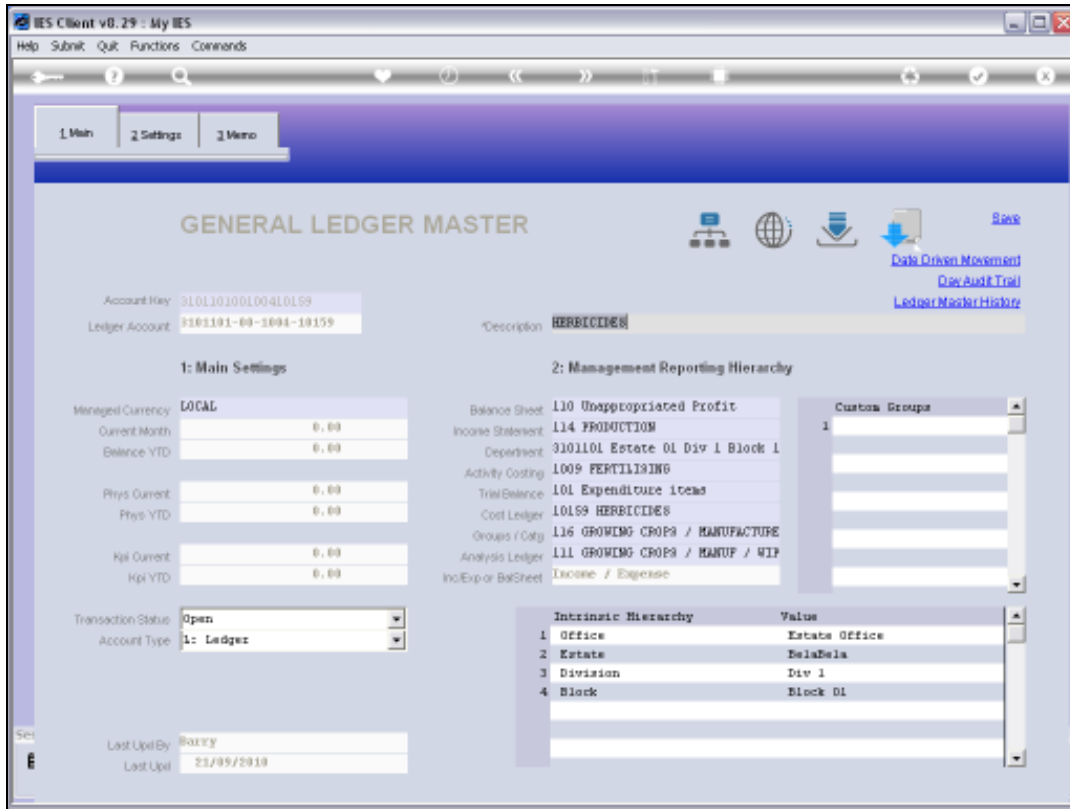 IES Client v8.29 : My IES
Help Submit Quit Functions Commands
1 Main 2 Settings 3 Memo
GENERAL LEDGER MASTER
Save
Date Driven Movement
Day Audit Trail
Ledger Master History
Account Key 310110100100410159
Ledger Account 3101101-00-1004-10159 *Description HERBICIDES
1: Main Settings 2: Management Reporting Hierarchy
Managed Currency LOCAL Balance Sheet 110 Unappropriated Profit Custom Groups
Current Month 0.00 Income Statement 114 PRODUCTION 1
Balance YTD 0.00 Department 3101101 Estate 01 Div 1 Block 1
Activity Costing 1009 FERTILISING
Phys Current 0.00 Trial Balance 101 Expenditure items
Phys YTD 0.00 Cost Ledger 10159 HERBICIDES
Groups / Catg 116 GROWING CROPS / MANUFACTURE
Kpi Current 0.00 Analysis Ledger 111 GROWING CROPS / MANUF / WIP
Kpi YTD 0.00 Inc/Exp or BalSheet Income / Expense
Transaction Status Open Intrinsic Hierarchy Value
Account Type 1: Ledger 1 Office Estate Office
2 Estate BelaBela
3 Division Div 1
4 Block Block 01
Last Upd By Barry
Last Upd 21/09/2010